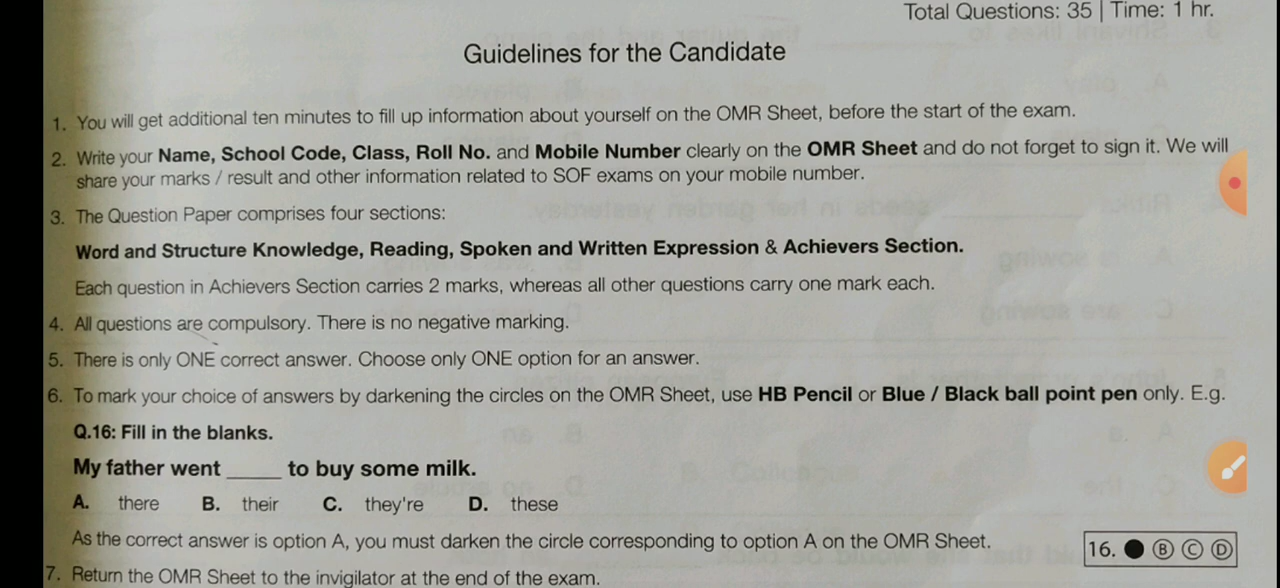 Total Questions: 35 | Time: 1 hr.
Guidelines for the Candidate
1. You will get additional ten minutes to fill up information about yourself on the OMR Sheet, before the start of the exam.
2. Write your Name, School Code, Class, Roll No. and Mobile Number clearly on the OMR Sheet and do not forget to sign it. We will
share your marks / result and other information related to SOF exams on your mobile number.
3. The Question Paper comprises four sections:
Word and Structure Knowledge, Reading, Spoken and Written Expression & Achievers Section.
Each question in Achievers Section carries 2 marks, whereas all other questions carry one mark each.
4. All questions are compulsory. There is no negative marking.
5. There is only ONE correct answer. Choose only ONE option for an answer.
6. To mark your choice of answers by darkening the circles on the OMR Sheet, use HB Pencil or Blue / Black ball point pen only. E.g.
Q.16: Fill in the blanks.
My father went _____ to buy some milk.
A. there B. their C. they're D. these
As the correct answer is option A, you must darken the circle corresponding to option A on the OMR Sheet.
16. ● Ⓑ Ⓒ Ⓓ
7. Return the OMR Sheet to the invigilator at the end of the exam.